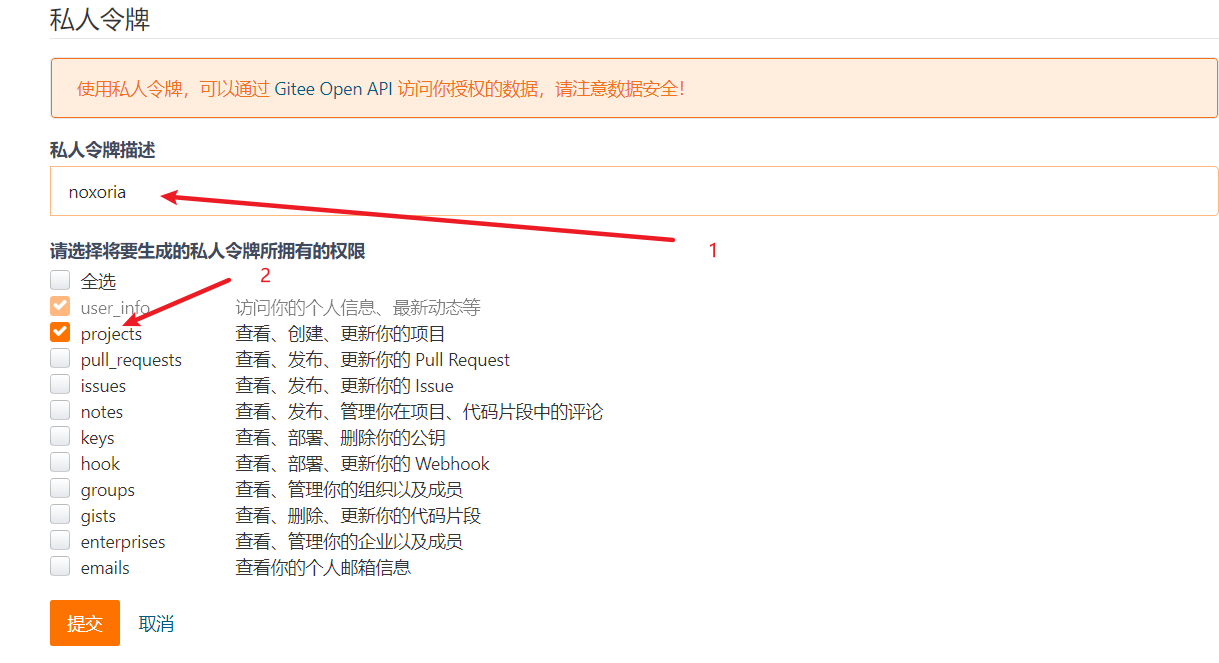 私人令牌
使用私人令牌，可以通过 Gitee Open API 访问你授权的数据，请注意数据安全！
私人令牌描述
noxoria
1
请选择将要生成的私人令牌所拥有的权限
2
全选
user_info 访问你的个人信息、最新动态等
projects 查看、创建、更新你的项目
pull_requests 查看、发布、更新你的 Pull Request
issues 查看、发布、更新你的 Issue
notes 查看、发布、管理你在项目、代码片段中的评论
keys 查看、部署、删除你的公钥
hook 查看、部署、更新你的 Webhook
groups 查看、管理你的组织以及成员
gists 查看、删除、更新你的代码片段
enterprises 查看、管理你的企业以及成员
emails 查看你的个人邮箱信息
提交 取消